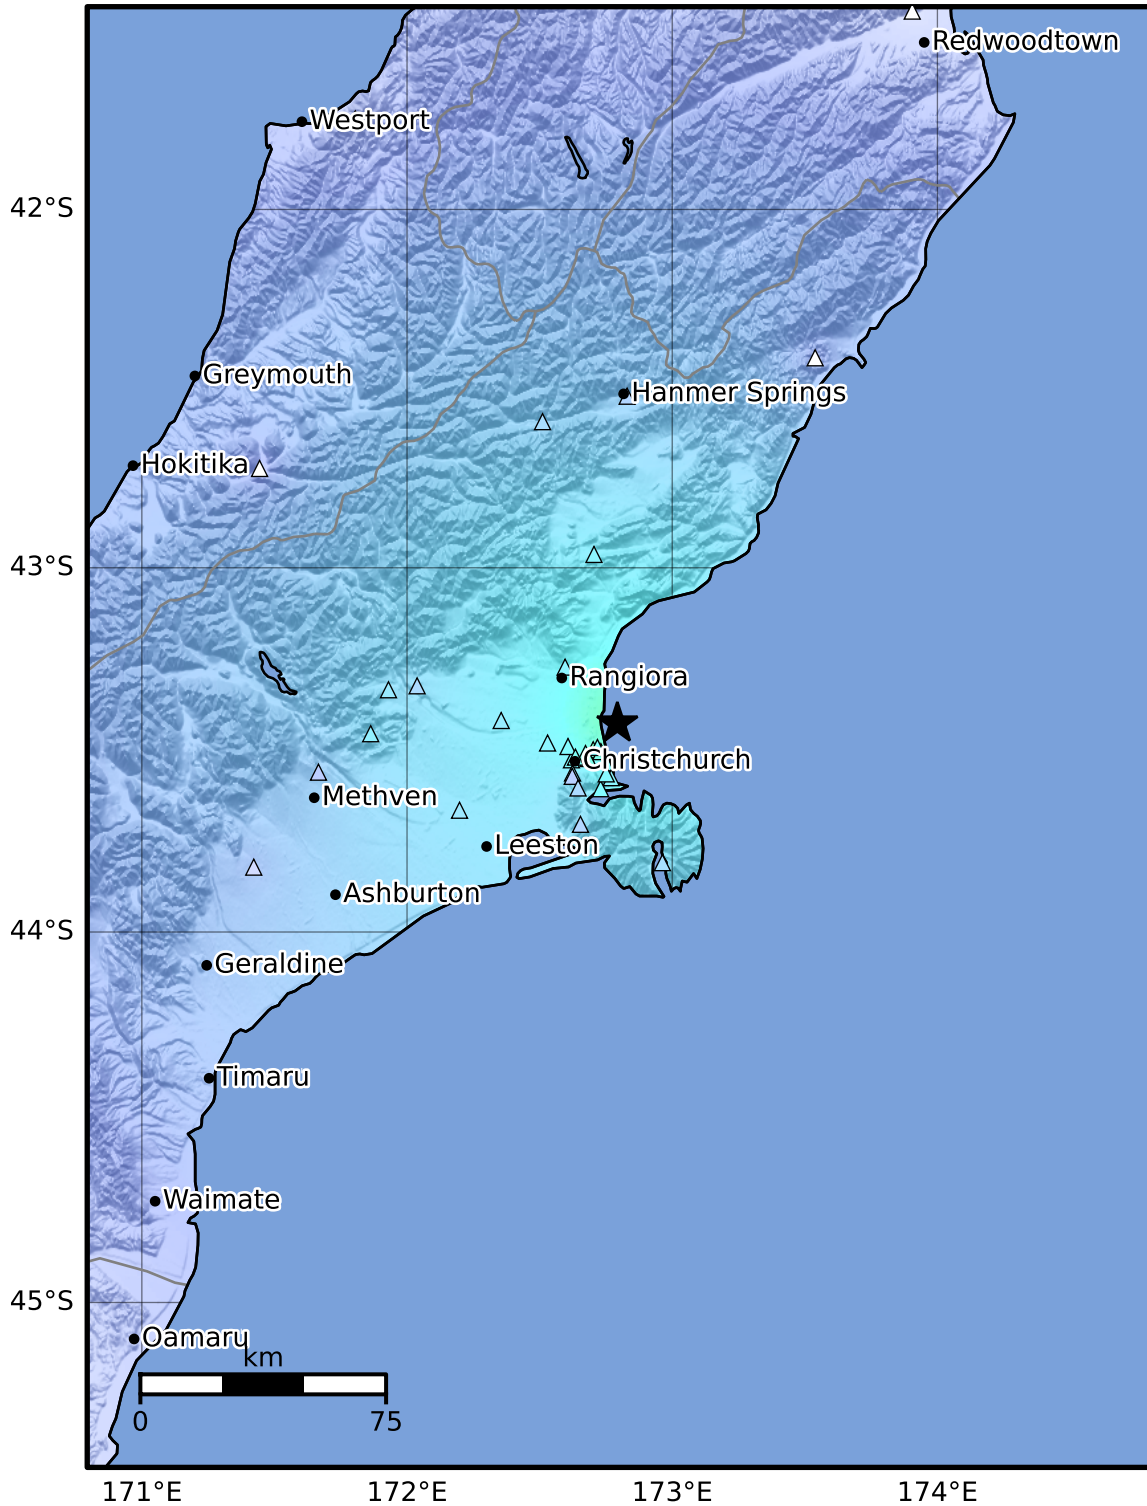 Redwoodtown
Westport
42°S
Greymouth
Hanmer Springs
Hokitika
43°S
Rangiora
Christchurch
Methven
Leeston
Ashburton
44°S
Geraldine
Timaru
Waimate
45°S
Oamaru
km
0 75
171°E 172°E 173°E 174°E